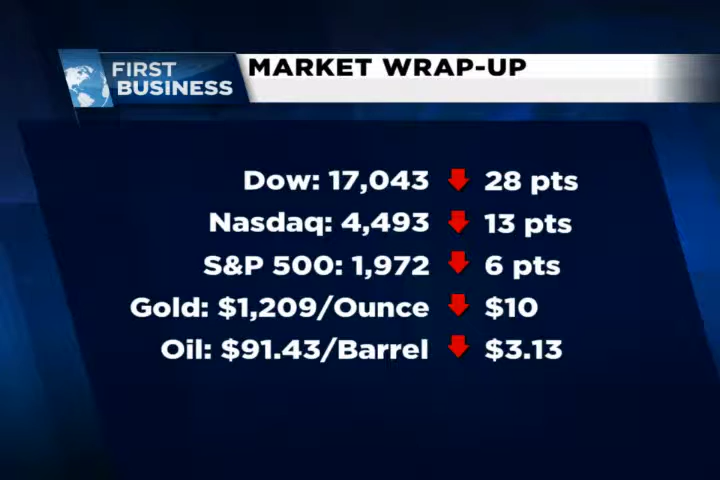 FIRST
BUSINESS
MARKET WRAP-UP
Dow: 17,043 28 pts
Nasdaq: 4,493 13 pts
S&P 500: 1,972 6 pts
Gold: $1,209/Ounce $10
Oil: $91.43/Barrel $3.13